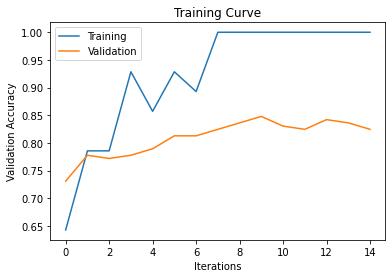 Training Curve
Training
Validation
Validation Accuracy
1.00
0.95
0.90
0.85
0.80
0.75
0.70
0.65
0 2 4 6 8 10 12 14
Iterations